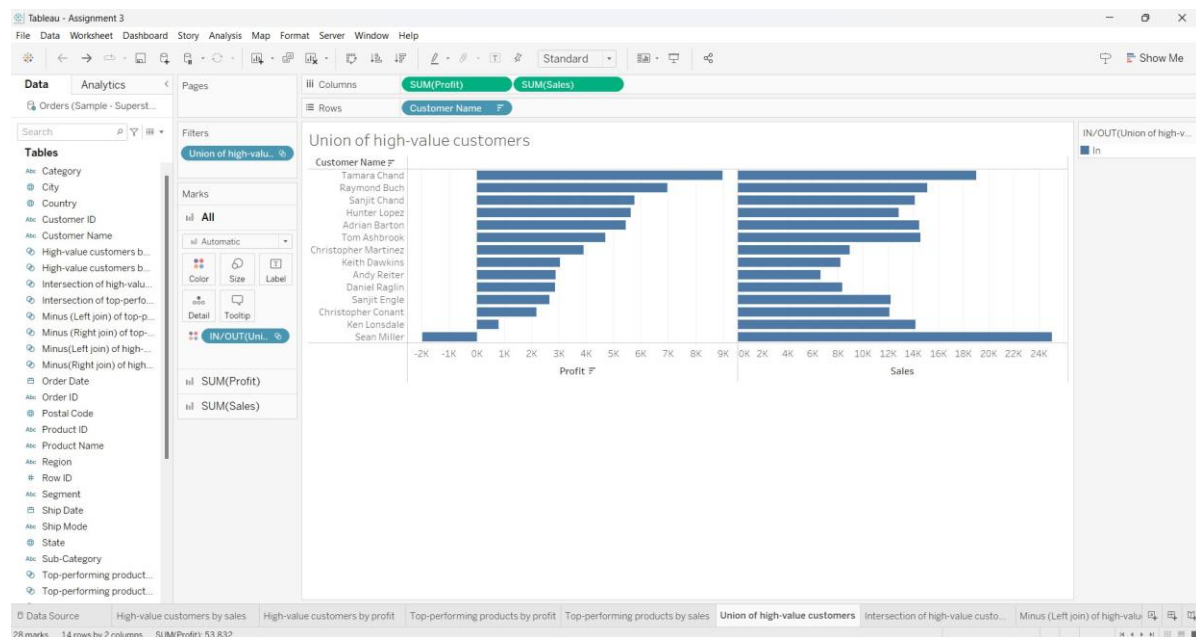 Tableau - Assignment 3
File Data Worksheet Dashboard Story Analysis Map Format Server Window Help
Standard
Show Me
Data Analytics
Orders (Sample - Superst...
Search
Tables
Abc Category
City
Country
Abc Customer ID
Abc Customer Name
High-value customers b...
High-value customers b...
Intersection of high-valu...
Intersection of top-perfo...
Minus (Left join) of top-p...
Minus (Right join) of top-...
Minus(Left join) of high-...
Minus(Right join) of high...
Order Date
Abc Order ID
Postal Code
Abc Product ID
Abc Product Name
Abc Region
# Row ID
Abc Segment
Ship Date
Abc Ship Mode
State
Abc Sub-Category
Top-performing product...
Top-performing product...
Pages
Filters
Union of high-valu..
Marks
All
Automatic
Color Size Label
Detail Tooltip
IN/OUT(Uni..
SUM(Profit)
SUM(Sales)
Columns SUM(Profit) SUM(Sales)
Rows Customer Name
Union of high-value customers
Customer Name
Tamara Chand
Raymond Buch
Sanjit Chand
Hunter Lopez
Adrian Barton
Tom Ashbrook
Christopher Martinez
Keith Dawkins
Andy Reiter
Daniel Raglin
Sanjit Engle
Christopher Conant
Ken Lonsdale
Sean Miller
-2K -1K 0K 1K 2K 3K 4K 5K 6K 7K 8K 9K 0K 2K 4K 6K 8K 10K 12K 14K 16K 18K 20K 22K 24K
Profit Sales
IN/OUT(Union of high-v...
In
Data Source High-value customers by sales High-value customers by profit Top-performing products by profit Top-performing products by sales Union of high-value customers Intersection of high-value custo... Minus (Left join) of high-valu
28 marks 14 rows by 2 columns SUM(Profit): 53,832